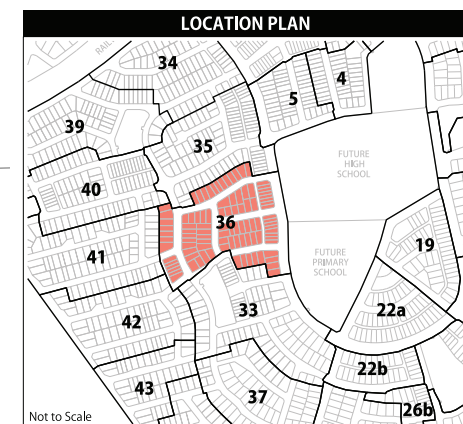 LOCATION PLAN
RAIL
34
4
5
39
35
FUTURE
HIGH
SCHOOL
40
36
41
19
FUTURE
PRIMARY
SCHOOL
33
22a
42
22b
43
37
26b
Not to Scale